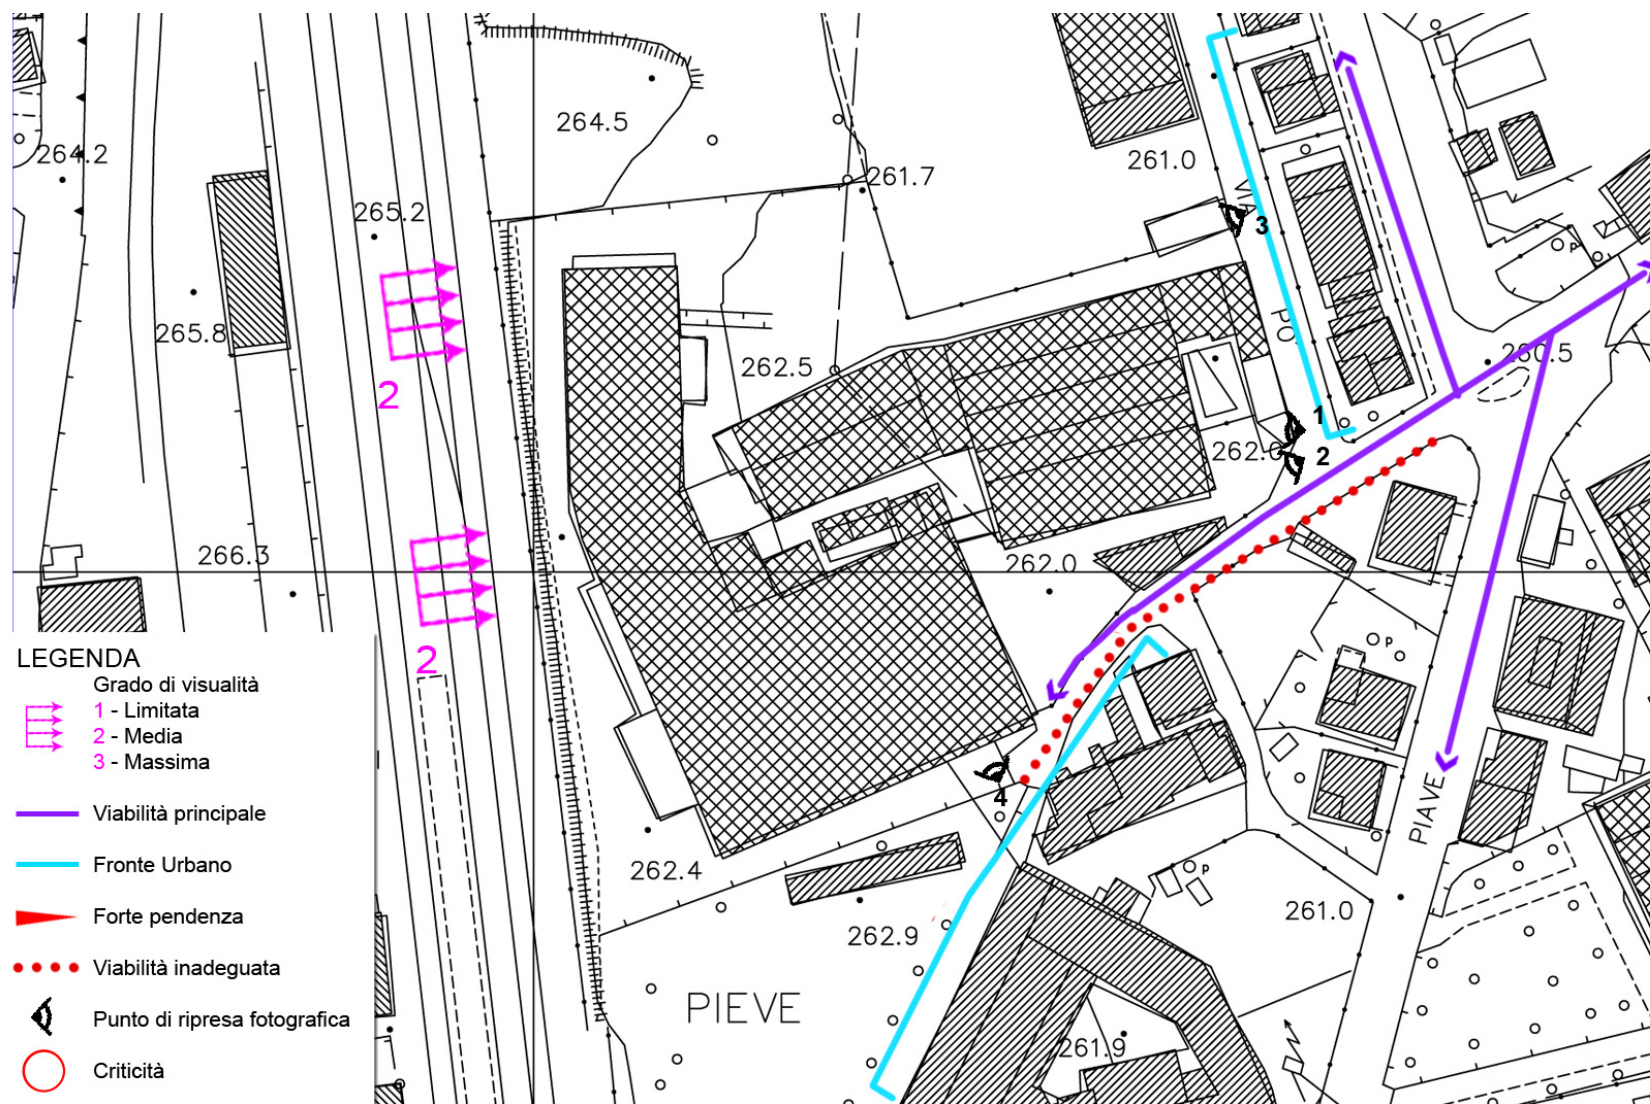 264.2
264.5
261.7
261.0
265.2
3
265.8
262.5
260.5
2
1
262.0
2
266.3
262.0
2
4
PIAVE
262.4
261.0
262.9
PIEVE
261.9
P
P
P
LEGENDA
Grado di visualità
1 - Limitata
2 - Media
3 - Massima
Viabilità principale
Fronte Urbano
Forte pendenza
Viabilità inadeguata
Punto di ripresa fotografica
Criticità